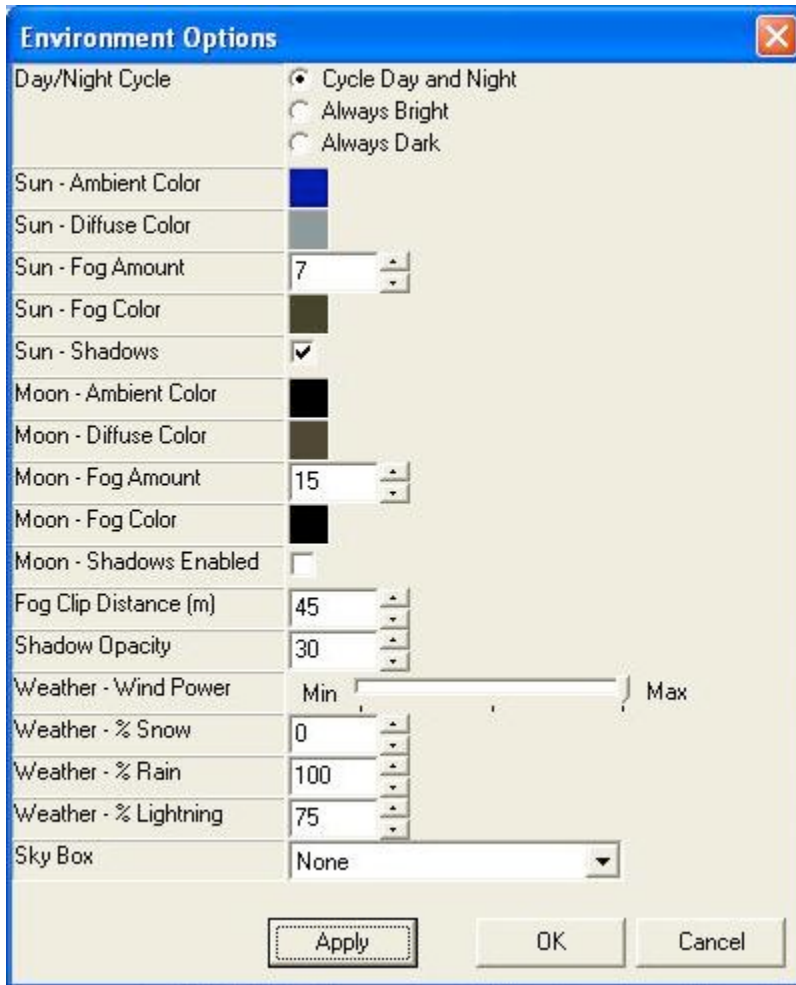 Environment Options
Day/Night Cycle
Cycle Day and Night
Always Bright
Always Dark
Sun - Ambient Color
Sun - Diffuse Color
Sun - Fog Amount 7
Sun - Fog Color
Sun - Shadows
Moon - Ambient Color
Moon - Diffuse Color
Moon - Fog Amount 15
Moon - Fog Color
Moon - Shadows Enabled
Fog Clip Distance (m) 45
Shadow Opacity 30
Weather - Wind Power Min Max
Weather - % Snow 0
Weather - % Rain 100
Weather - % Lightning 75
Sky Box None
Apply OK Cancel